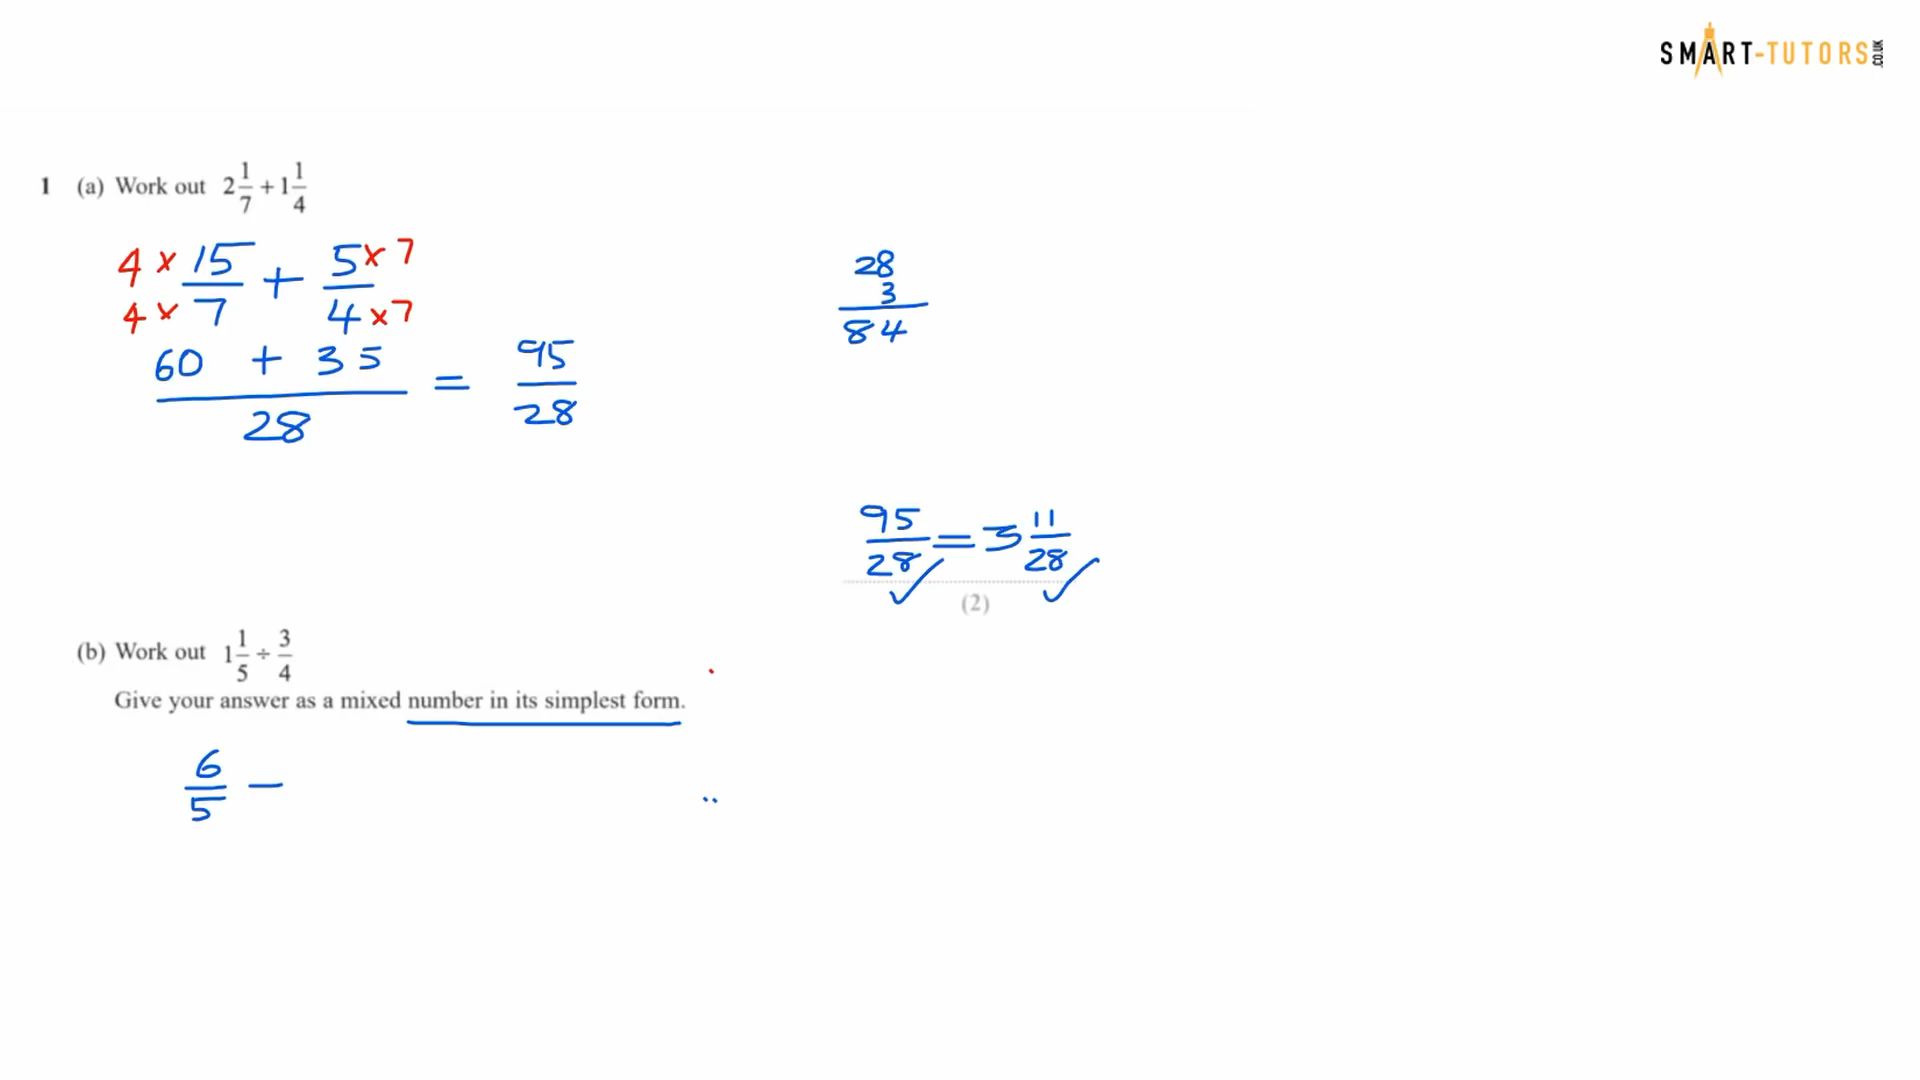 SMART-TUTORS.CO.UK
1 (a) Work out 2 1/7 + 1 1/4
4 × 15/7 + 5/4 × 7
4 × × 7
28
3
84
60 + 35 / 28 = 95/28
95/28 = 3 11/28 ✓ ✓
(2)
(b) Work out 1 1/5 ÷ 3/4
Give your answer as a mixed number in its simplest form.
6/5 −